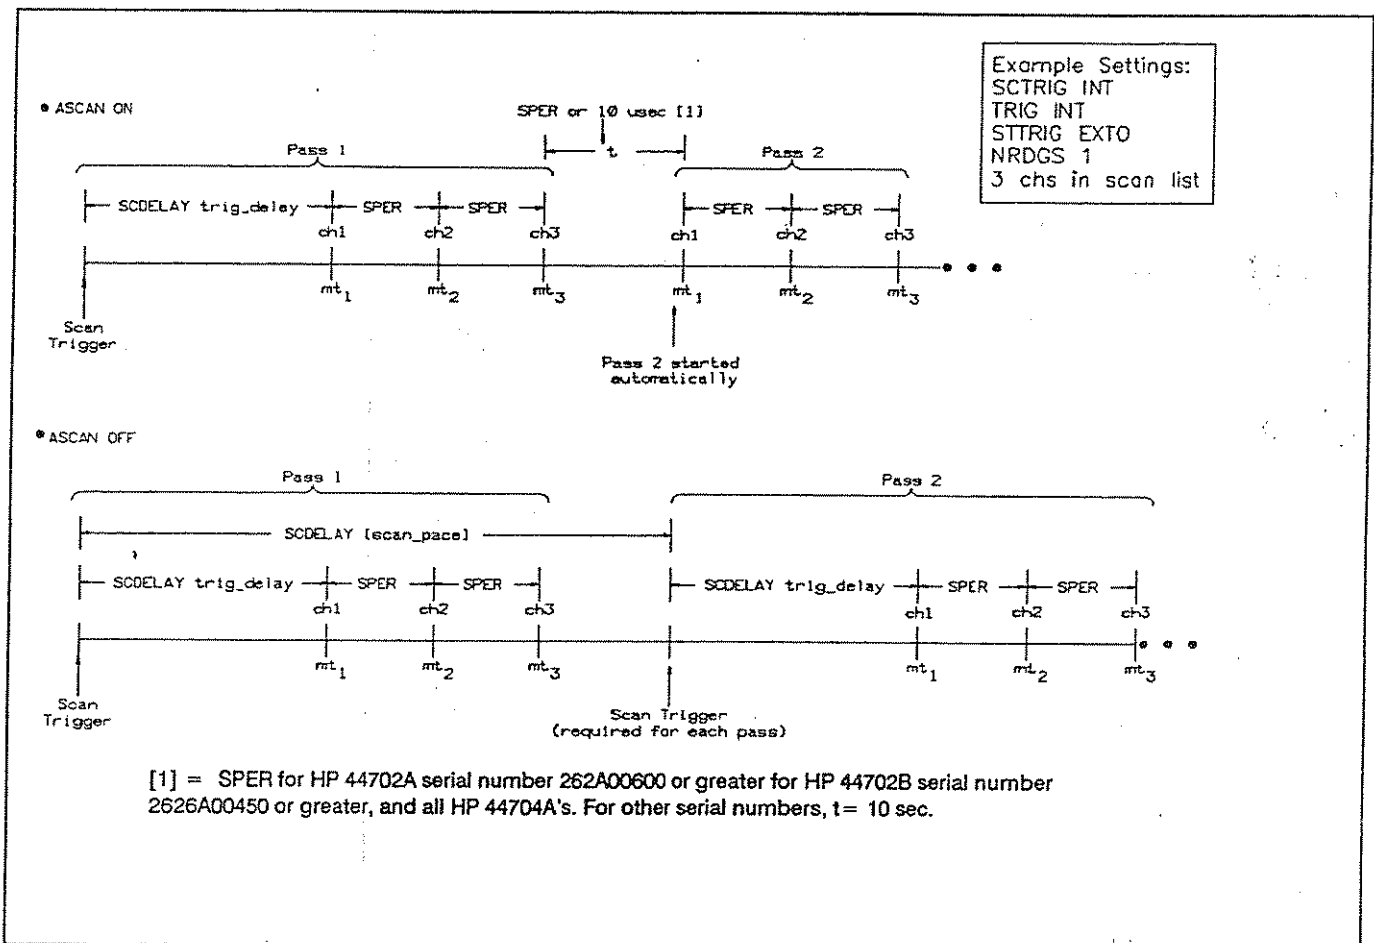 Example Settings:
SCTRIG INT
TRIG INT
STTRIG EXTO
NRDGS 1
3 chs in scan list
• ASCAN ON
SPER or 10 usec [1]
Pass 1
t
Pass 2
SCDELAY trig_delay SPER SPER SPER SPER
ch1 ch2 ch3 ch1 ch2 ch3
mt1 mt2 mt3 mt1 mt2 mt3
Scan
Trigger
Pass 2 started
automatically
• ASCAN OFF
Pass 1 Pass 2
SCDELAY [scan_pace]
SCDELAY trig_delay SPER SPER SCDELAY trig_delay SPER SPER
ch1 ch2 ch3 ch1 ch2 ch3
mt1 mt2 mt3 mt1 mt2 mt3
Scan
Trigger
Scan Trigger
(required for each pass)
[1] = SPER for HP 44702A serial number 262A00600 or greater for HP 44702B serial number
2626A00450 or greater, and all HP 44704A's. For other serial numbers, t= 10 sec.